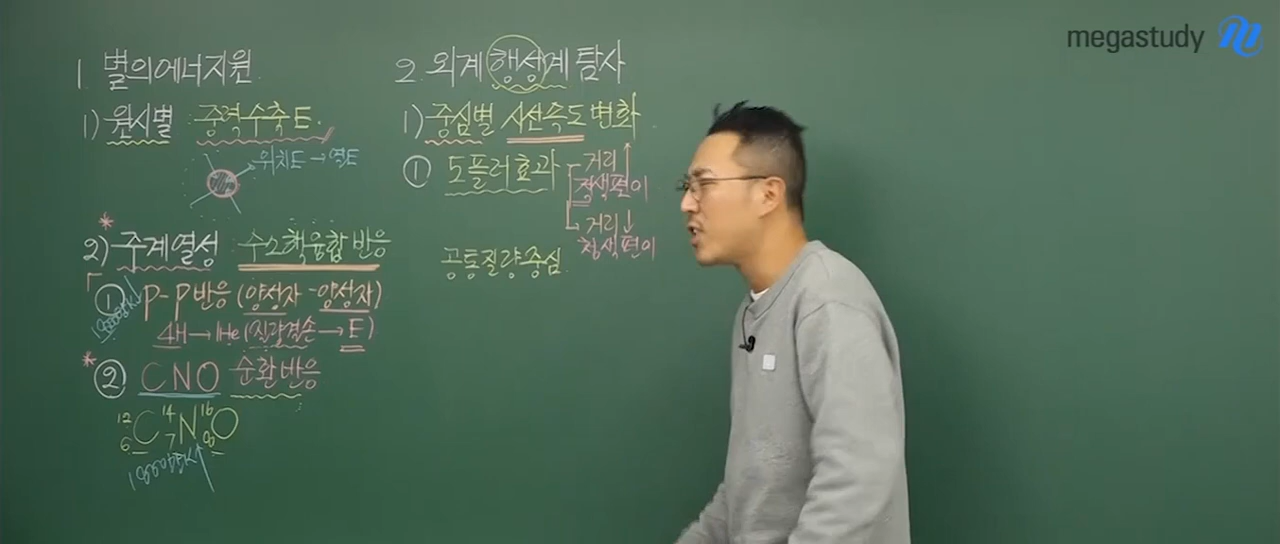 megastudy
1. 별의 에너지원
1) 원시별 중력수축E.
위치E → 열E
* 2) 주계열성 수소핵융합반응
① P-P반응 (양성자-양성자)
4H → 1He (질량결손 → E)
* ② CNO 순환반응
12 6 C 14 7 N 16 8 O
2. 외계 행성계 탐사
1) 중심별 시선속도 변화
① 도플러효과 거리↑
적색편이
거리↓
청색편이
공통질량중심